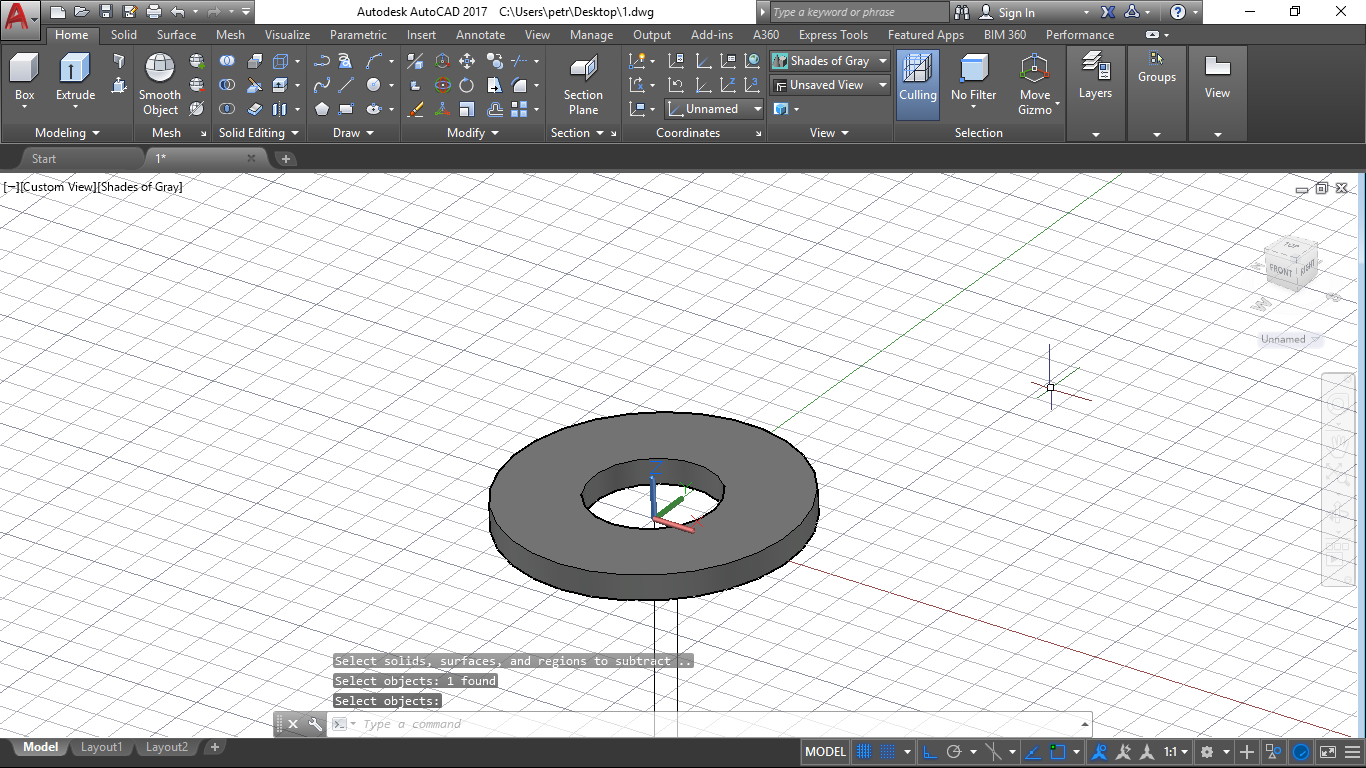 Autodesk AutoCAD 2017 C:\Users\petr\Desktop\1.dwg
Type a keyword or phrase
Sign In
Home Solid Surface Mesh Visualize Parametric Insert Annotate View Manage Output Add-ins A360 Express Tools Featured Apps BIM 360 Performance
Box
Extrude
Smooth
Object
Section
Plane
Unnamed
Shades of Gray
Unsaved View
Culling
No Filter
Move
Gizmo
Layers
Groups
View
Modeling
Mesh
Solid Editing
Draw
Modify
Section
Coordinates
View
Selection
Start
1*
[−][Custom View][Shades of Gray]
TOP
FRONT
RIGHT
Unnamed
Select solids, surfaces, and regions to subtract ..
Select objects: 1 found
Select objects:
Type a command
Model Layout1 Layout2
MODEL
1:1